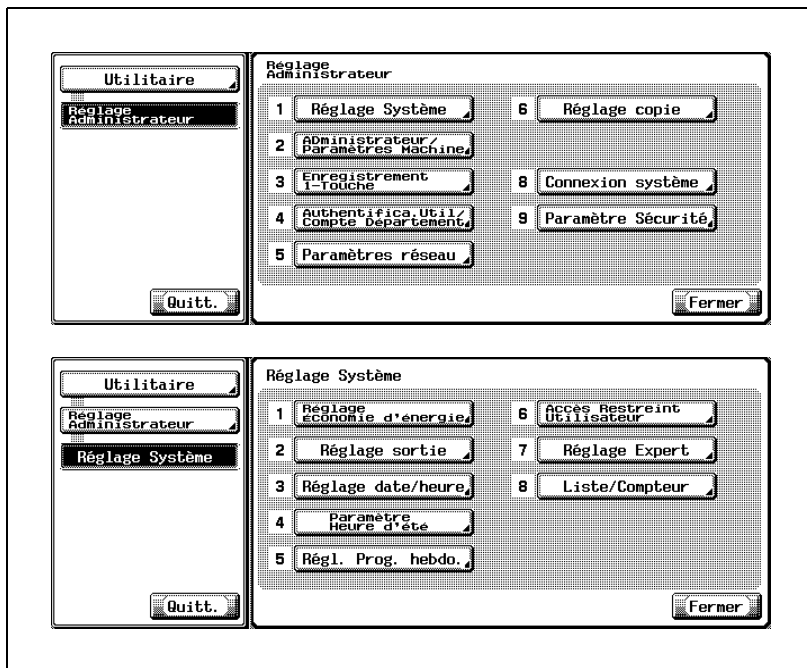 Utilitaire
Réglage
Administrateur
Quitt.
Réglage
Administrateur
1 Réglage Système
2 ADministrateur/
Paramètres Machine
3 Enregistrement
1-Touche
4 Authentifica.Util/
Compte Département
5 Paramètres réseau
6 Réglage copie
8 Connexion système
9 Paramètre Sécurité
Fermer
Utilitaire
Réglage
Administrateur
Réglage Système
Quitt.
Réglage Système
1 Réglage
économie d'énergie
2 Réglage sortie
3 Réglage date/heure
4 Paramètre
Heure d'été
5 Régl. Prog. hebdo.
6 Accès Restreint
Utilisateur
7 Réglage Expert
8 Liste/Compteur
Fermer